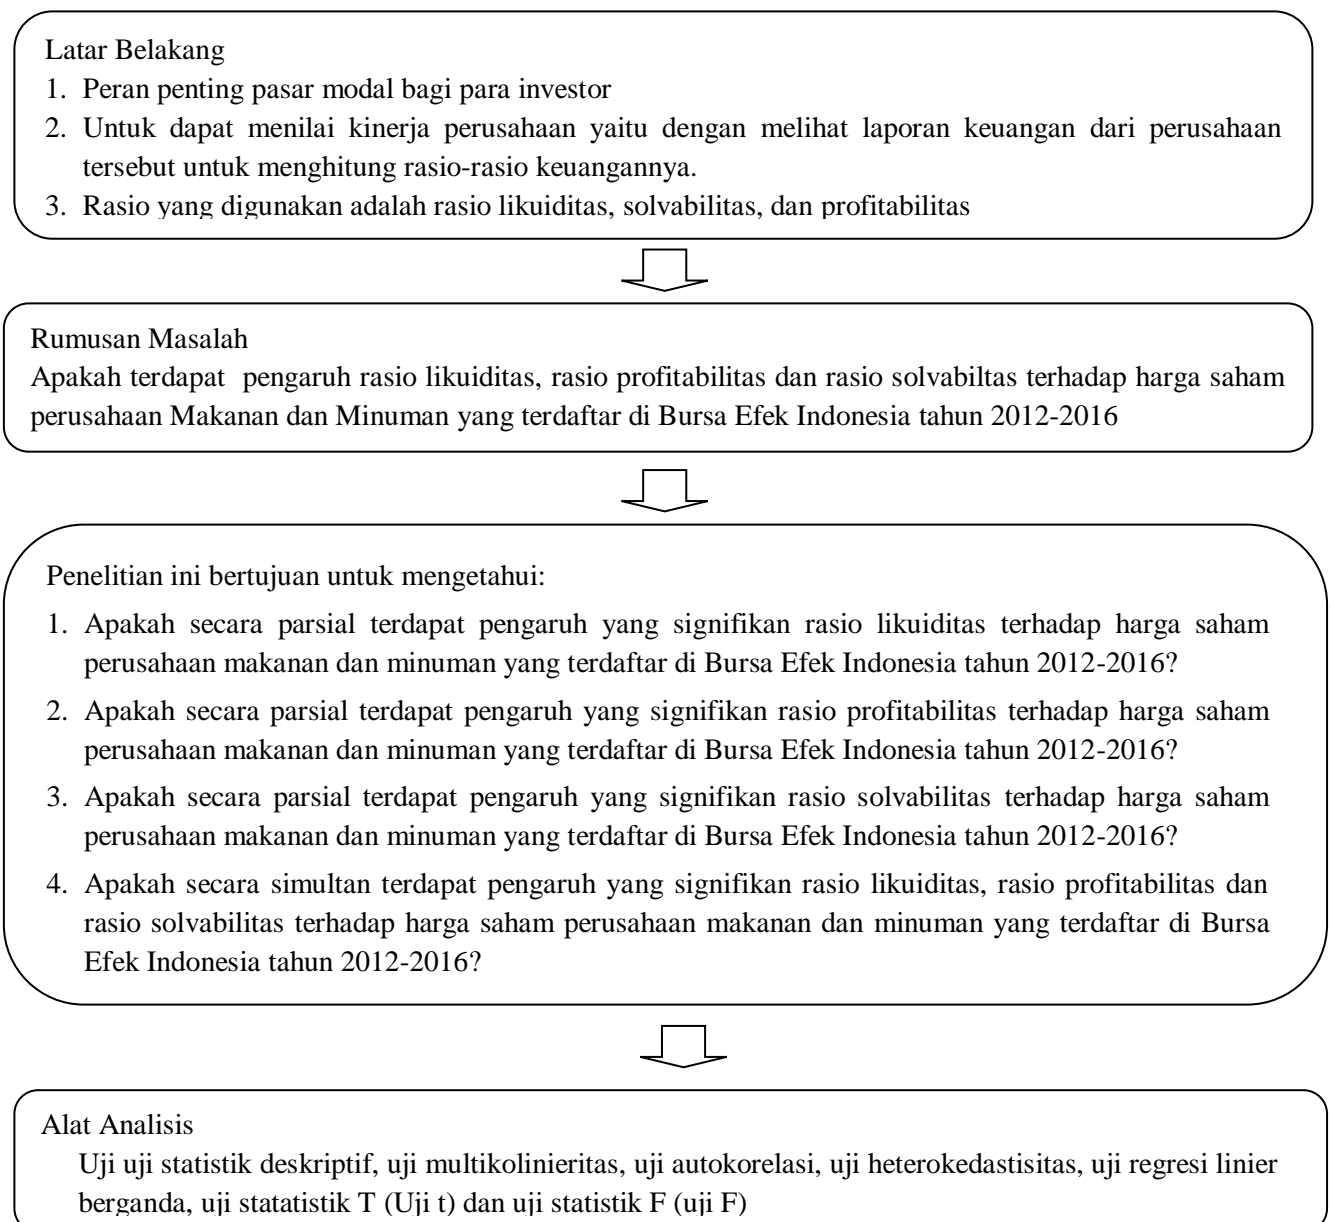 Latar Belakang
1. Peran penting pasar modal bagi para investor
2. Untuk dapat menilai kinerja perusahaan yaitu dengan melihat laporan keuangan dari perusahaan
tersebut untuk menghitung rasio-rasio keuangannya.
3. Rasio yang digunakan adalah rasio likuiditas, solvabilitas, dan profitabilitas
Rumusan Masalah
Apakah terdapat pengaruh rasio likuiditas, rasio profitabilitas dan rasio solvabiltas terhadap harga saham
perusahaan Makanan dan Minuman yang terdaftar di Bursa Efek Indonesia tahun 2012-2016
Penelitian ini bertujuan untuk mengetahui:
1. Apakah secara parsial terdapat pengaruh yang signifikan rasio likuiditas terhadap harga saham
perusahaan makanan dan minuman yang terdaftar di Bursa Efek Indonesia tahun 2012-2016?
2. Apakah secara parsial terdapat pengaruh yang signifikan rasio profitabilitas terhadap harga saham
perusahaan makanan dan minuman yang terdaftar di Bursa Efek Indonesia tahun 2012-2016?
3. Apakah secara parsial terdapat pengaruh yang signifikan rasio solvabilitas terhadap harga saham
perusahaan makanan dan minuman yang terdaftar di Bursa Efek Indonesia tahun 2012-2016?
4. Apakah secara simultan terdapat pengaruh yang signifikan rasio likuiditas, rasio profitabilitas dan
rasio solvabilitas terhadap harga saham perusahaan makanan dan minuman yang terdaftar di Bursa
Efek Indonesia tahun 2012-2016?
Alat Analisis
Uji uji statistik deskriptif, uji multikolinieritas, uji autokorelasi, uji heterokedastisitas, uji regresi linier
berganda, uji statatistik T (Uji t) dan uji statistik F (uji F)